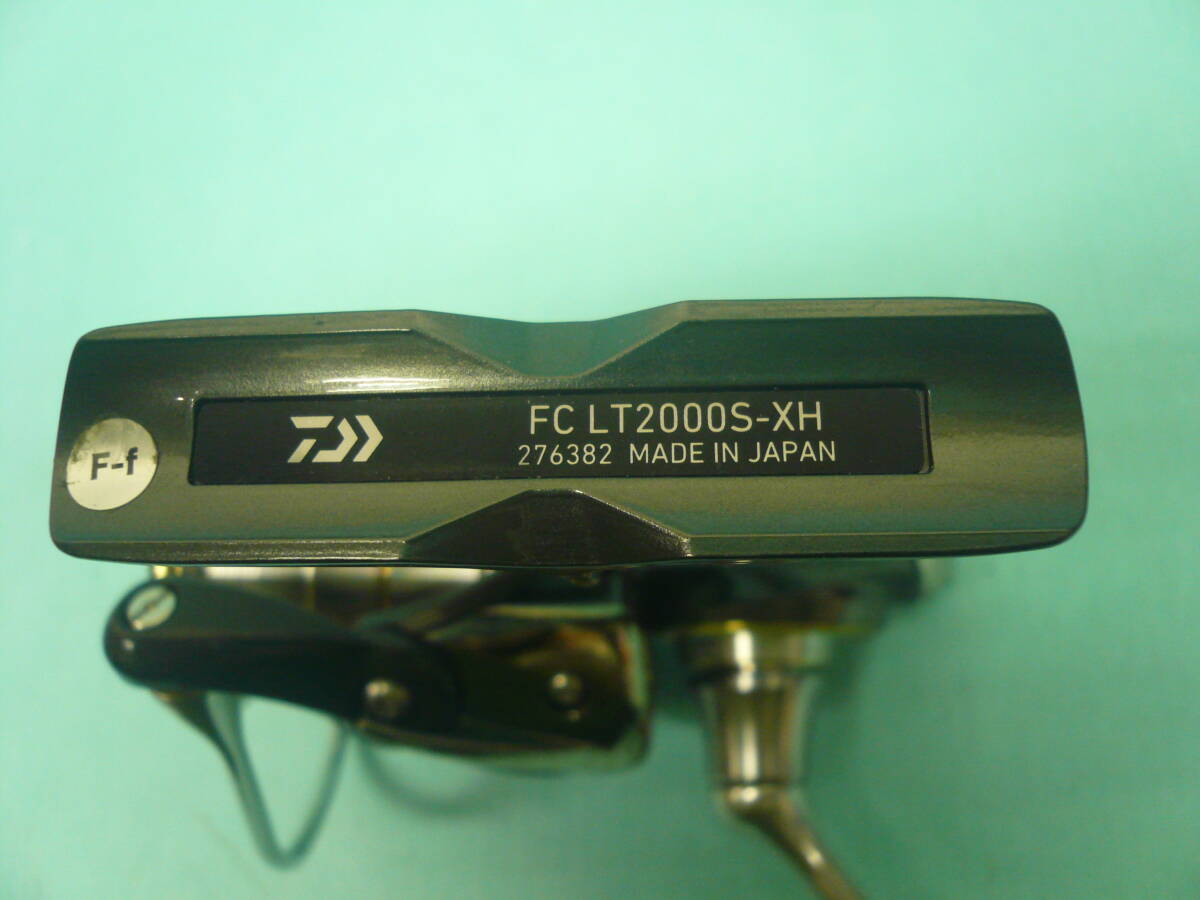 F-f
FC LT2000S-XH
276382 MADE IN JAPAN